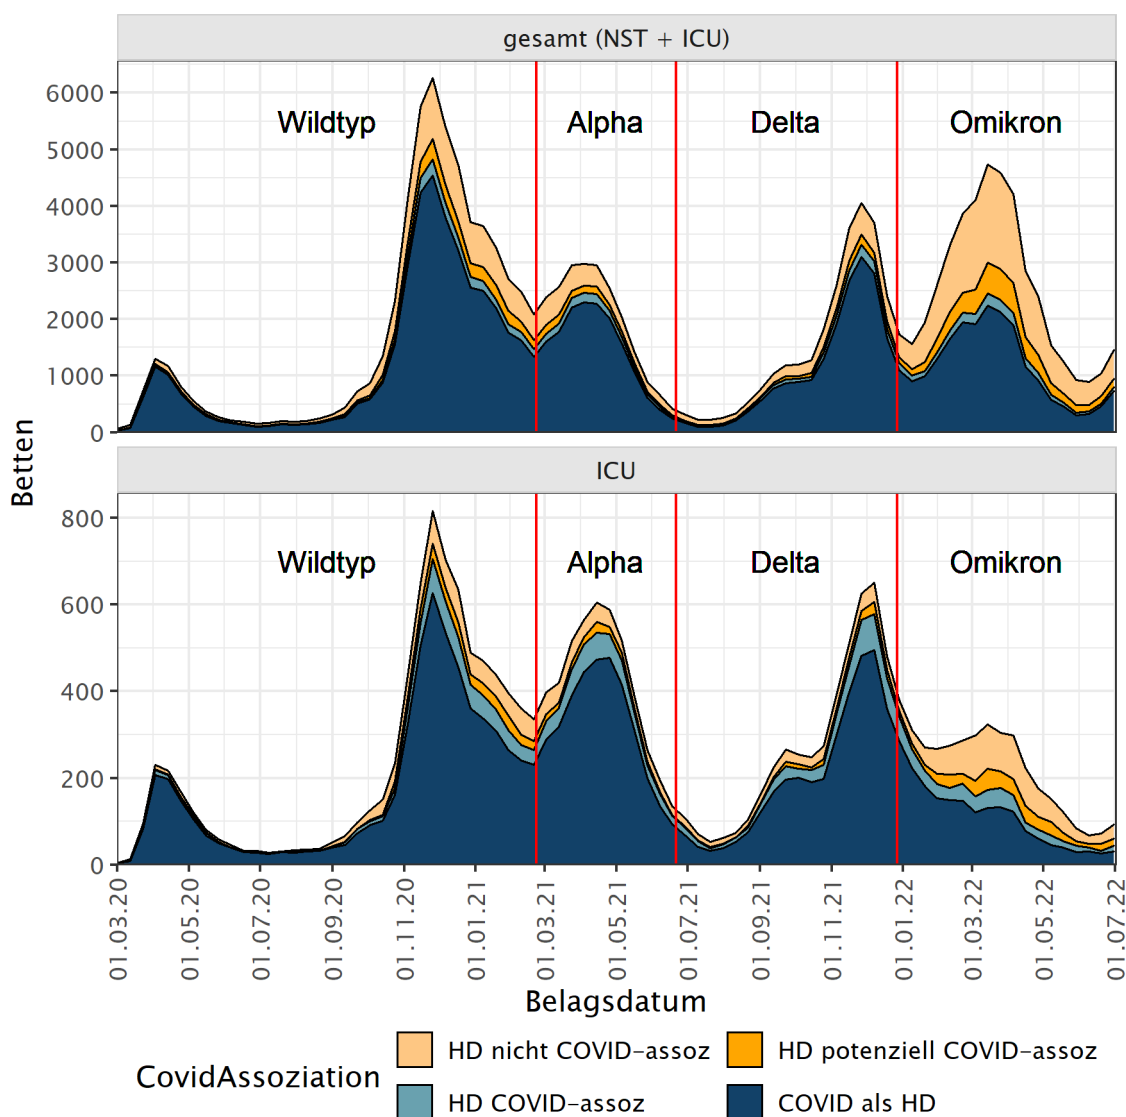 gesamt (NST + ICU)
6000
5000
4000
3000
2000
1000
0
Wildtyp Alpha Delta Omikron
Betten
ICU
800
600
400
200
0
Wildtyp Alpha Delta Omikron
01.03.20 01.05.20 01.07.20 01.09.20 01.11.20 01.01.21 01.03.21 01.05.21 01.07.21 01.09.21 01.11.21 01.01.22 01.03.22 01.05.22 01.07.22
Belagsdatum
CovidAssoziation
HD nicht COVID-assoz HD potenziell COVID-assoz
HD COVID-assoz COVID als HD